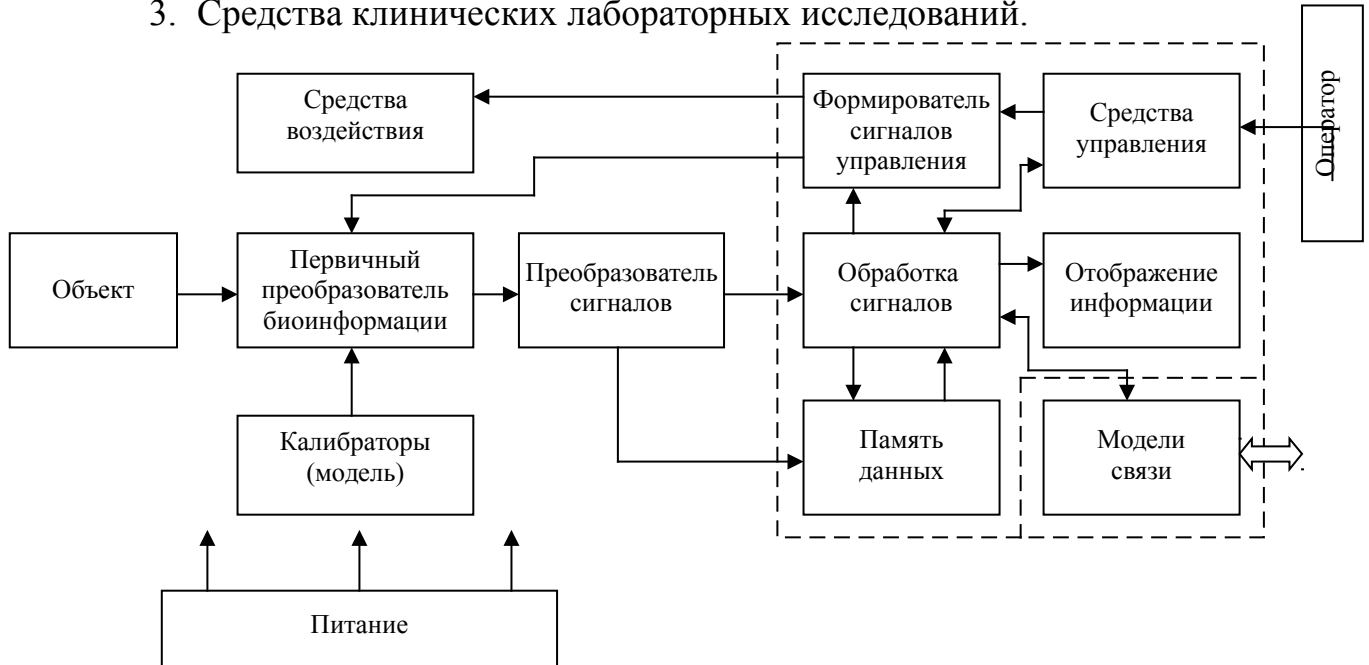 3. Средства клинических лабораторных исследований.
Средства
воздействия
Формирователь
сигналов
управления
Средства
управления
Оператор
Объект
Первичный
преобразователь
биоинформации
Преобразователь
сигналов
Обработка
сигналов
Отображение
информации
Калибраторы
(модель)
Память
данных
Модели
связи
Питание